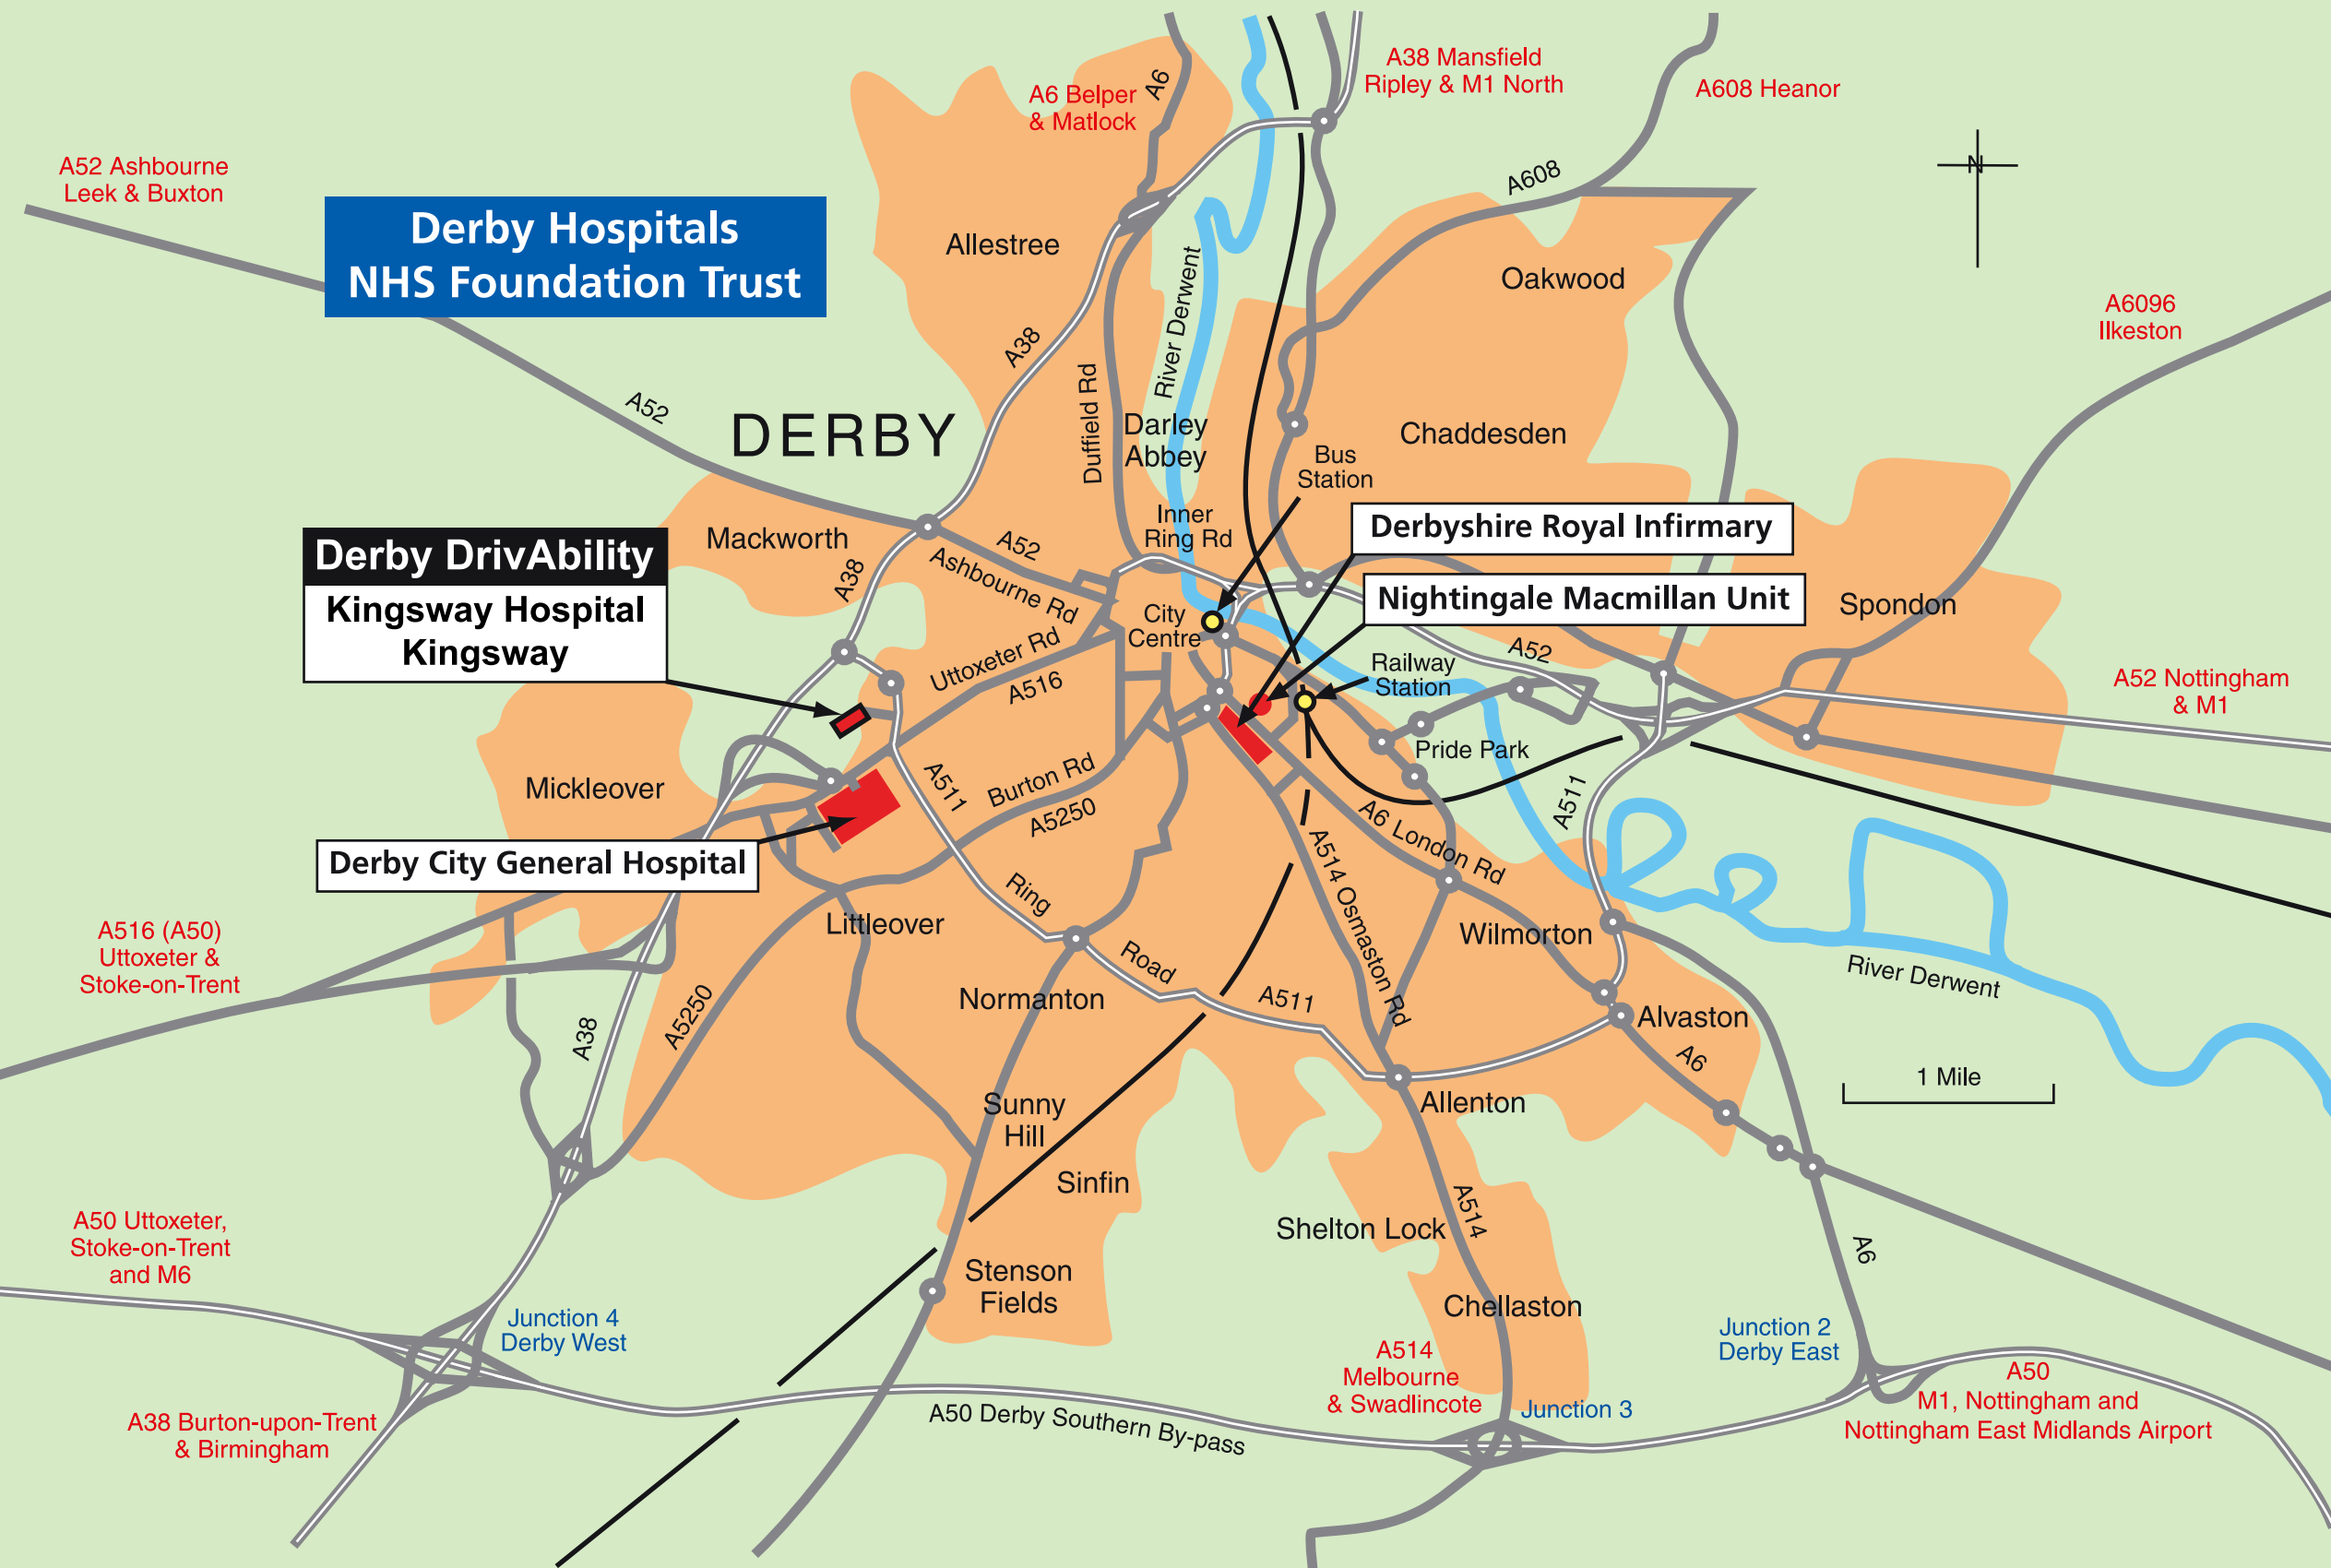 A6
A38 Mansfield
Ripley & M1 North
A608 Heanor
A6 Belper
& Matlock
A52 Ashbourne
Leek & Buxton
N
A608
Derby Hospitals
NHS Foundation Trust
Allestree
River Derwent
Oakwood
A6096
Ilkeston
A38
A52
DERBY
Duffield Rd
Darley
Abbey
Chaddesden
Bus
Station
Inner
Ring Rd
Derbyshire Royal Infirmary
Mackworth
A52
Ashbourne Rd
Derby DrivAbility
Kingsway Hospital
Kingsway
A38
Nightingale Macmillan Unit
Spondon
City
Centre
Uttoxeter Rd
A516
A52
Railway
Station
A52 Nottingham
& M1
Pride Park
Mickleover
A511
Burton Rd
A5250
A511
A6 London Rd
Derby City General Hospital
A514 Osmaston Rd
Ring
Littleover
A516 (A50)
Uttoxeter &
Stoke-on-Trent
Wilmorton
Road
River Derwent
Normanton
A511
A5250
A38
Alvaston
A6
1 Mile
Sunny
Hill
Allenton
Sinfin
A514
Shelton Lock
A50 Uttoxeter,
Stoke-on-Trent
and M6
A6
Stenson
Fields
Chellaston
Junction 4
Derby West
Junction 2
Derby East
A514
Melbourne
& Swadlincote
A50
M1, Nottingham and
Nottingham East Midlands Airport
A38 Burton-upon-Trent
& Birmingham
A50 Derby Southern By-pass
Junction 3